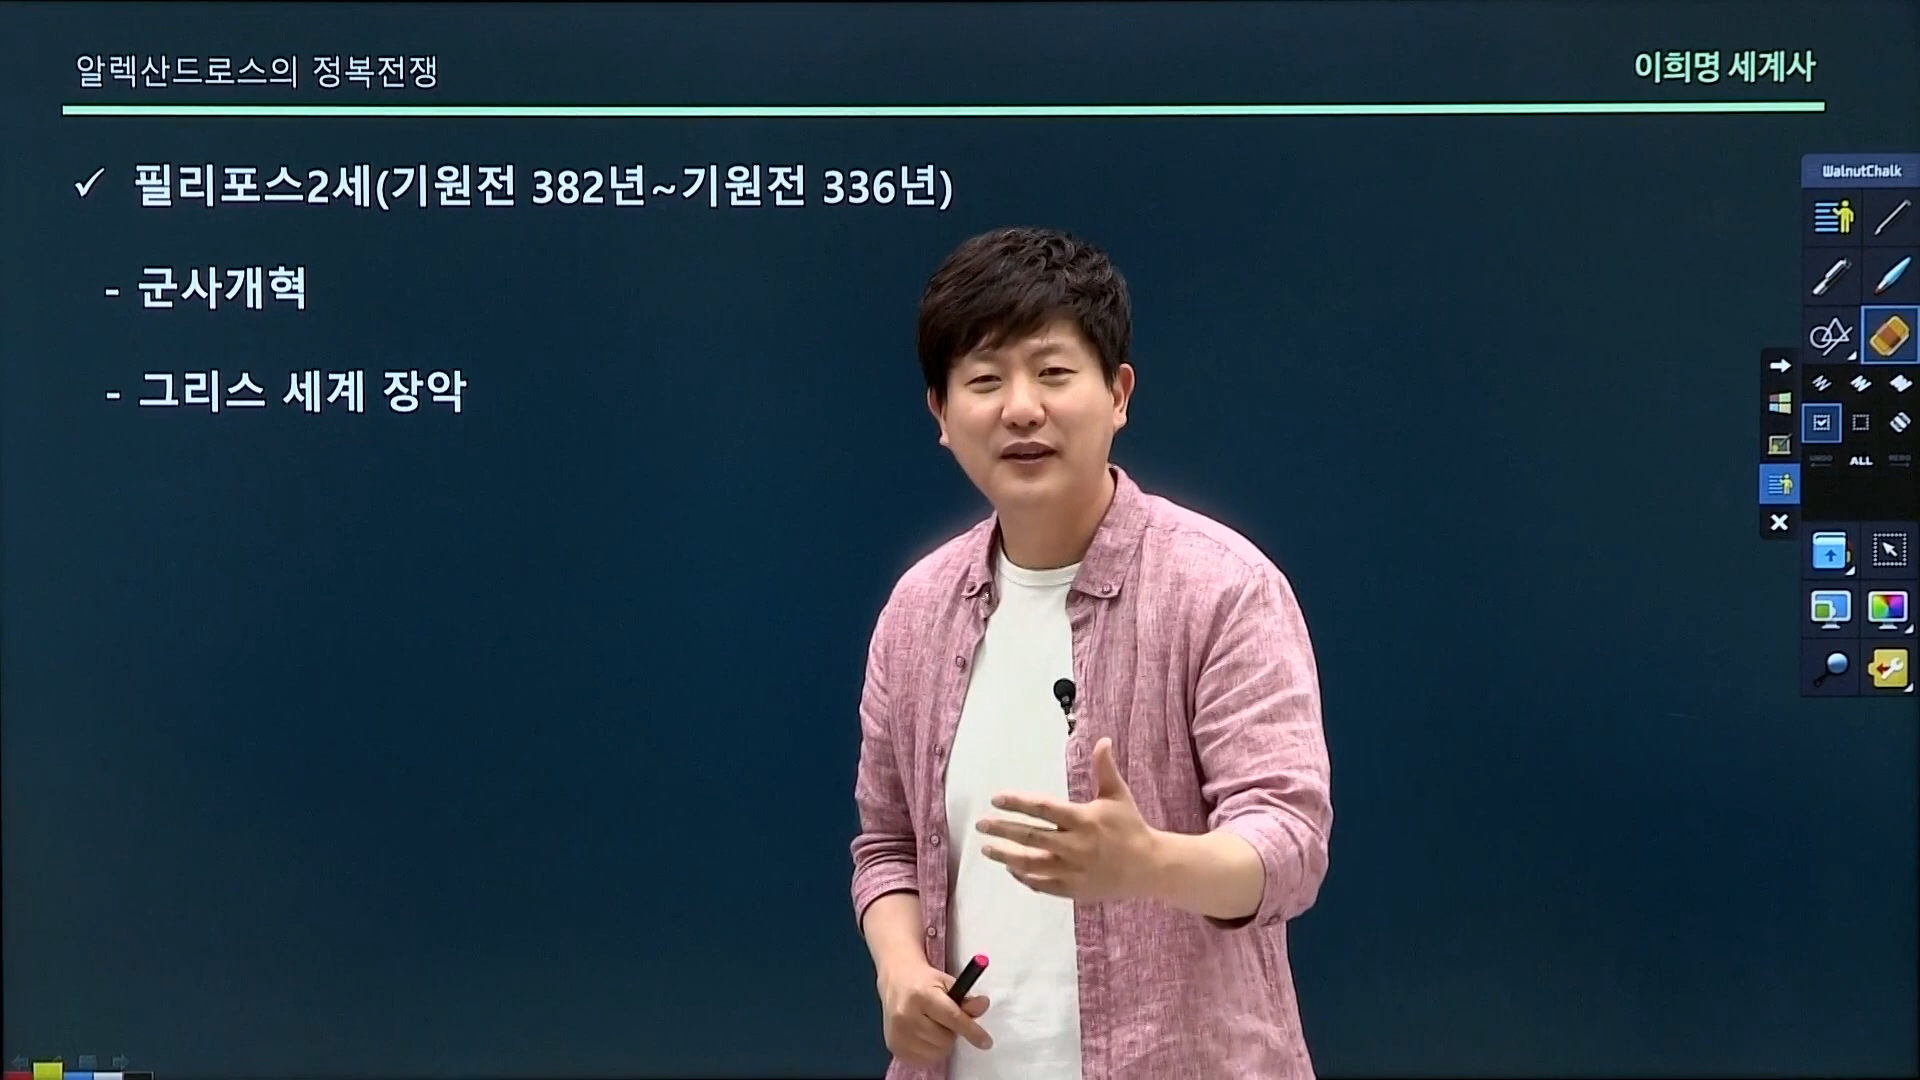 알렉산드로스의 정복전쟁
이희명 세계사
✓ 필리포스2세(기원전 382년~기원전 336년)
- 군사개혁
- 그리스 세계 장악
WalnutChalk
UNDO ALL REDO